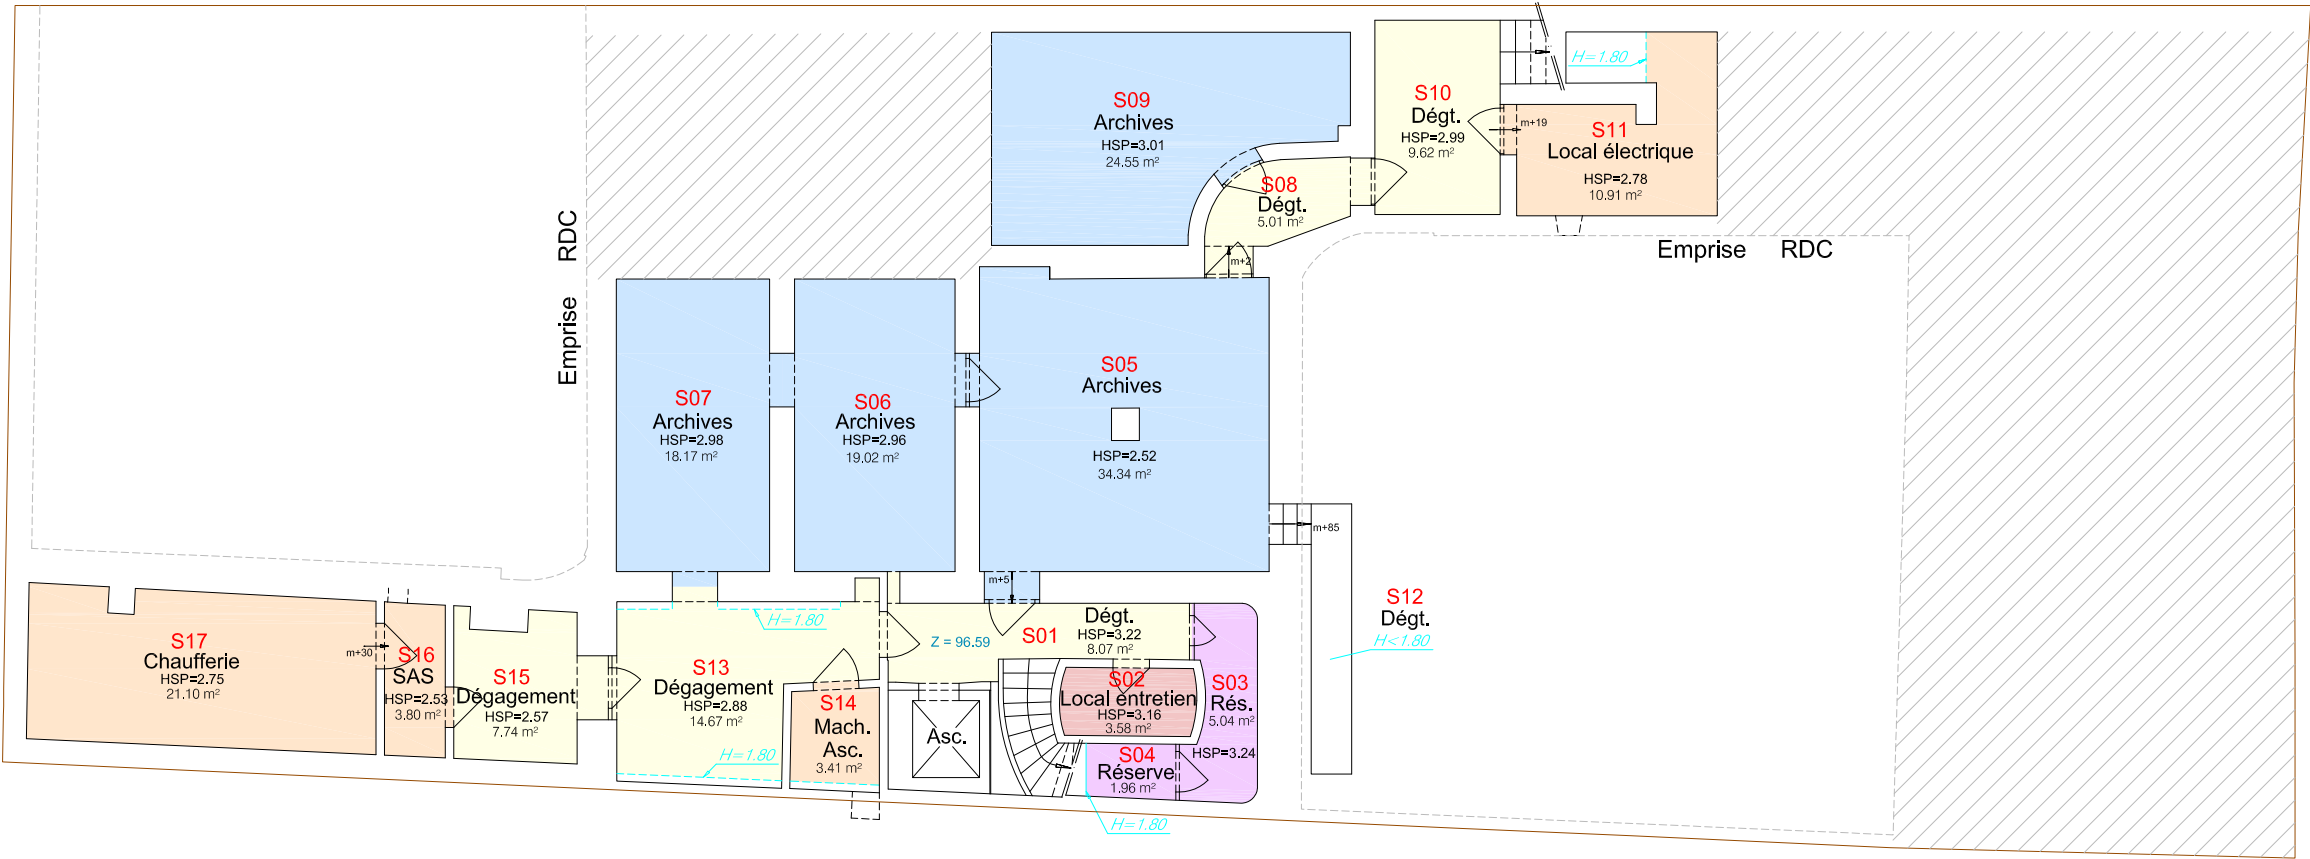 H=1.80
S09
Archives
HSP=3.01
24.55 m²
S10
Dégt.
HSP=2.99
9.62 m²
m+19
S11
Local électrique
HSP=2.78
10.91 m²
S08
Dégt.
5.01 m²
m+2
Emprise RDC
Emprise RDC
S07
Archives
HSP=2.98
18.17 m²
S06
Archives
HSP=2.96
19.02 m²
S05
Archives
HSP=2.52
34.34 m²
m+85
m+5
S12
Dégt.
H<1.80
S17
Chaufferie
HSP=2.75
21.10 m²
m+30
S16
SAS
HSP=2.53
3.80 m²
S15
Dégagement
HSP=2.57
7.74 m²
H=1.80
S13
Dégagement
HSP=2.88
14.67 m²
H=1.80
S14
Mach.
Asc.
3.41 m²
Z = 96.59
S01
Dégt.
HSP=3.22
8.07 m²
Asc.
S02
Local entretien
HSP=3.16
3.58 m²
S03
Rés.
5.04 m²
HSP=3.24
S04
Réserve
1.96 m²
H=1.80